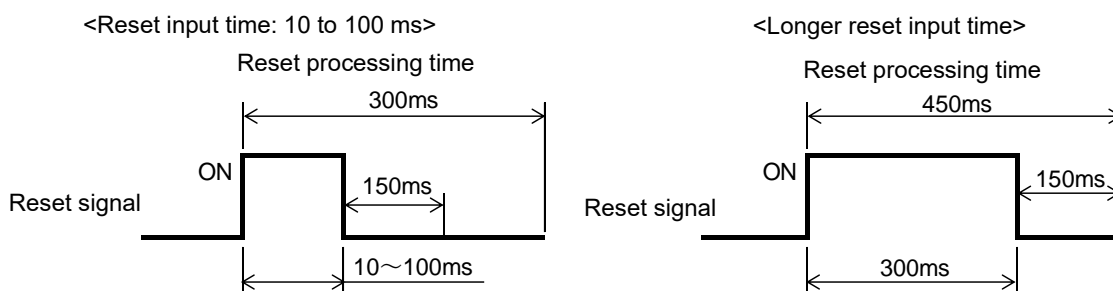 <Reset input time: 10 to 100 ms>
Reset processing time
300ms
ON
150ms
Reset signal
10～100ms
<Longer reset input time>
Reset processing time
450ms
ON
150ms
Reset signal
300ms